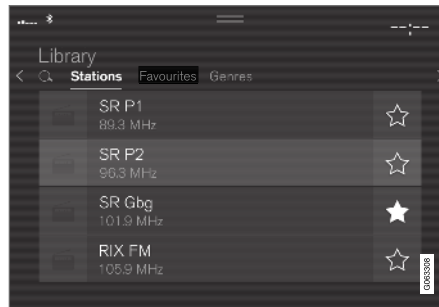 --:--
Library
Stations Favourites Genres
SR P1
89.3 MHz
SR P2
96.3 MHz
SR Gbg
101.9 MHz
RIX FM
105.9 MHz
G063308